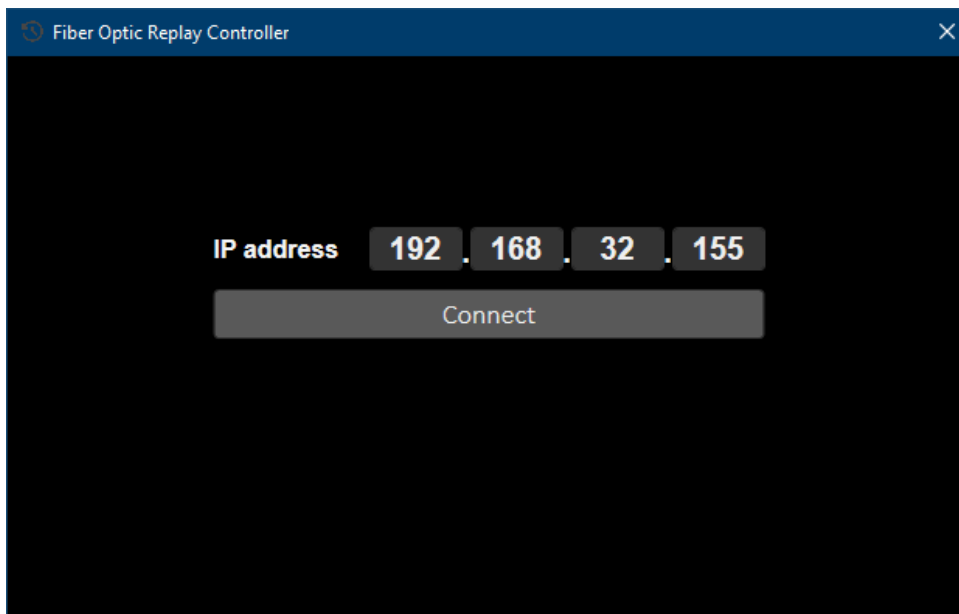 Fiber Optic Replay Controller
IP address 192.168.32.155
Connect